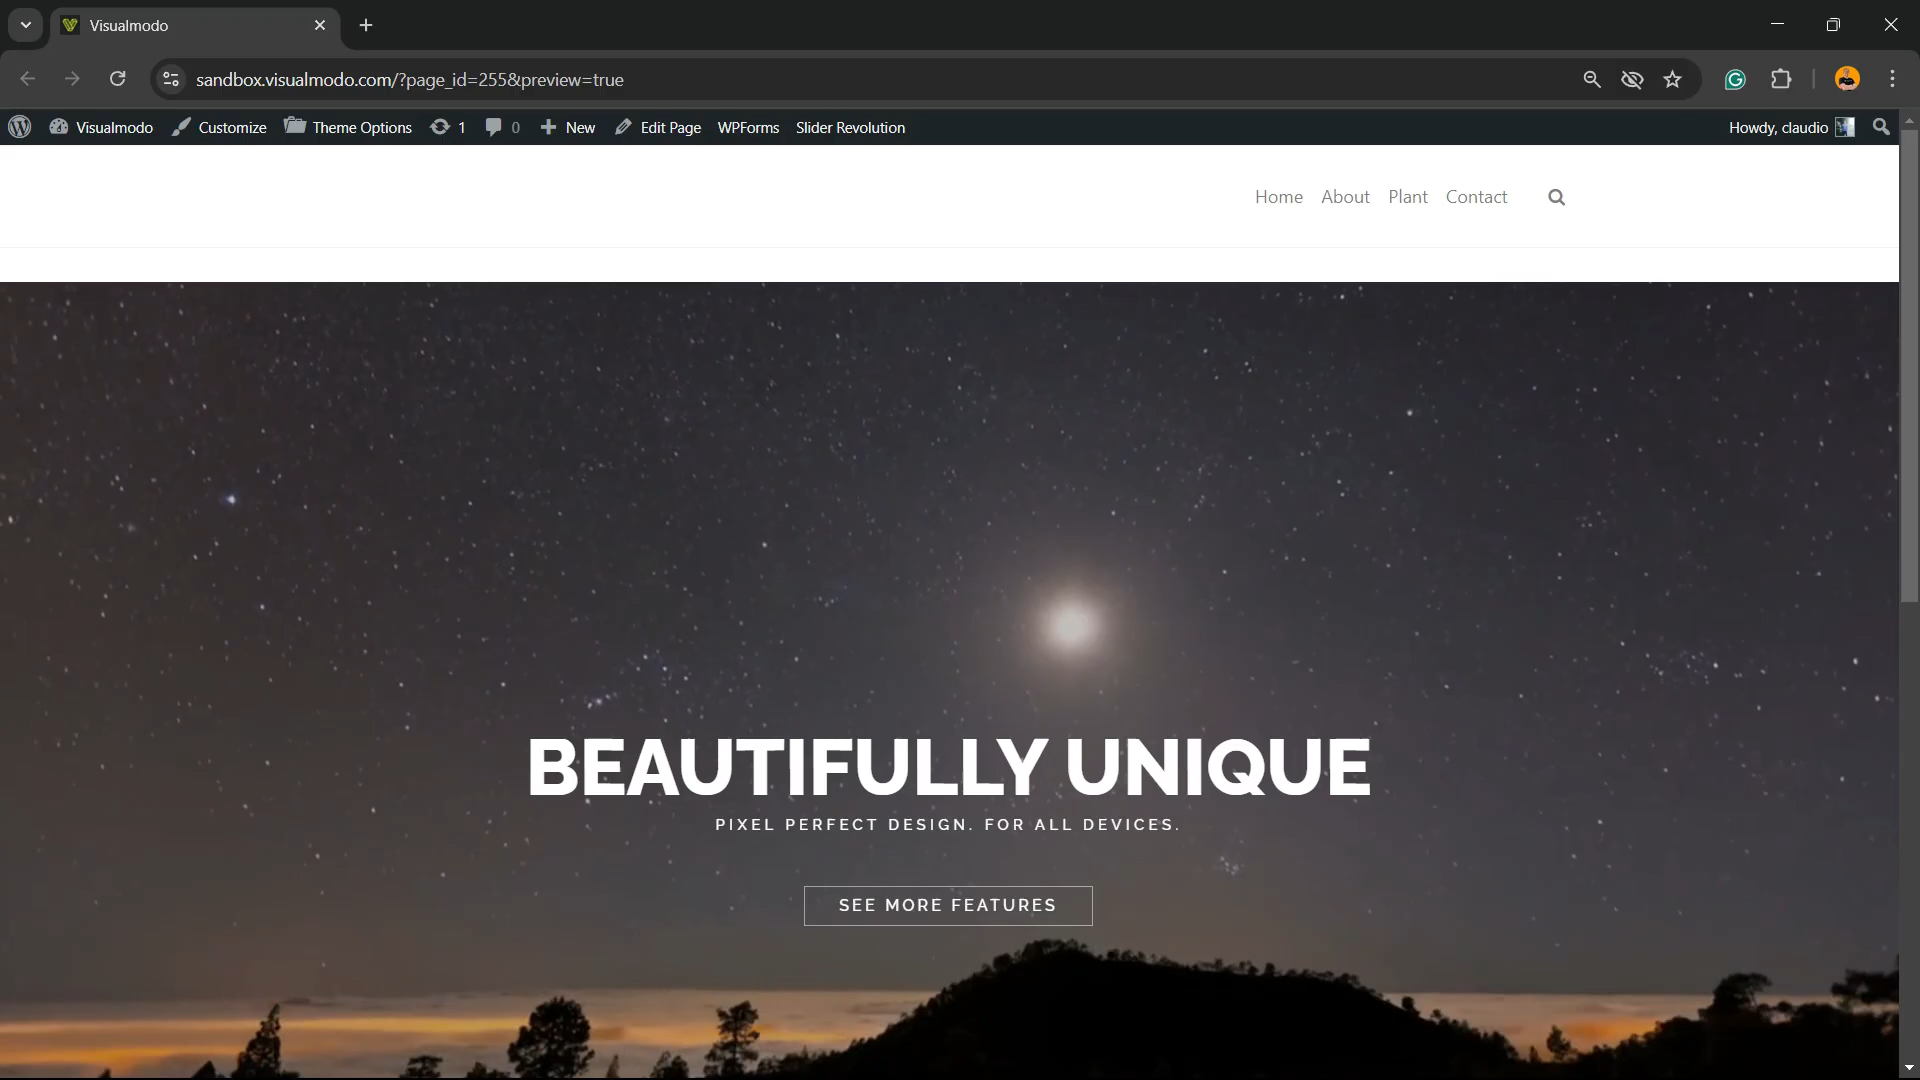 Visualmodo
sandbox.visualmodo.com/?page_id=255&preview=true
Visualmodo Customize Theme Options 1 0 New Edit Page WPForms Slider Revolution Howdy, claudio
Home About Plant Contact
BEAUTIFULLY UNIQUE
PIXEL PERFECT DESIGN. FOR ALL DEVICES.
SEE MORE FEATURES